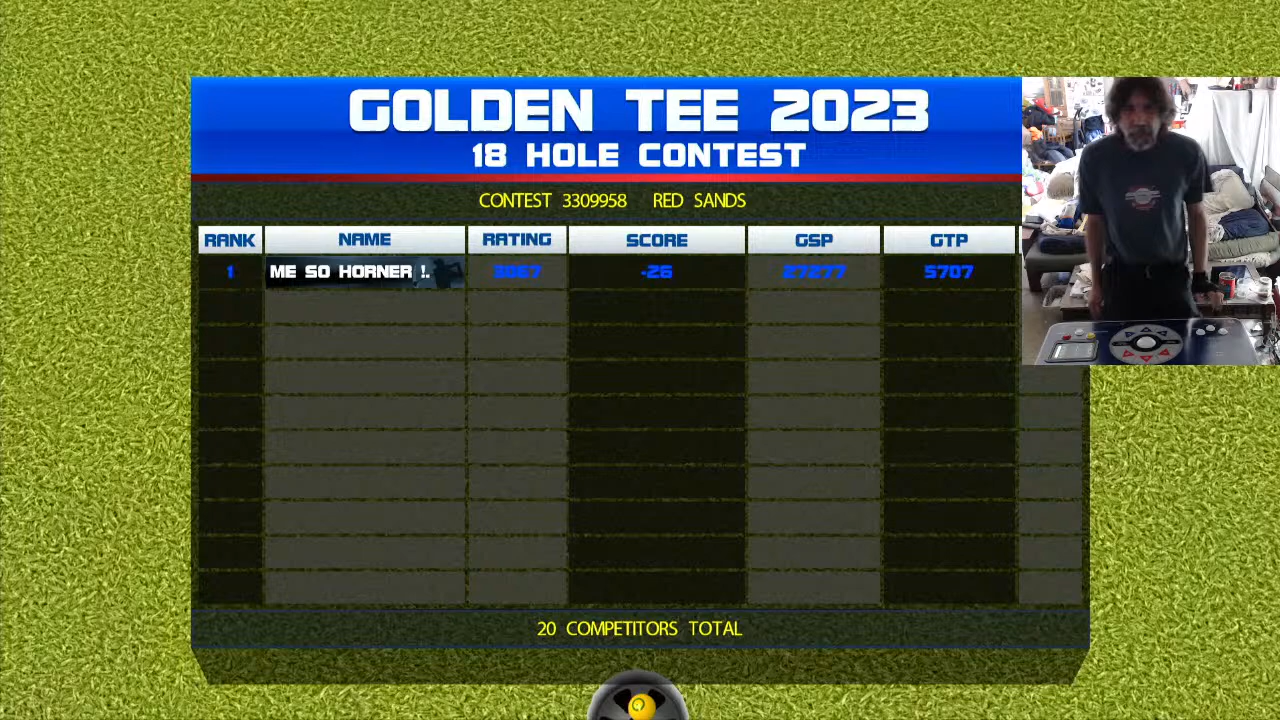 GOLDEN TEE 2023
18 HOLE CONTEST
CONTEST 3309958 RED SANDS
RANK NAME RATING SCORE GSP GTP
1 ME SO HORNER !. -26 27277 5707
20 COMPETITORS TOTAL